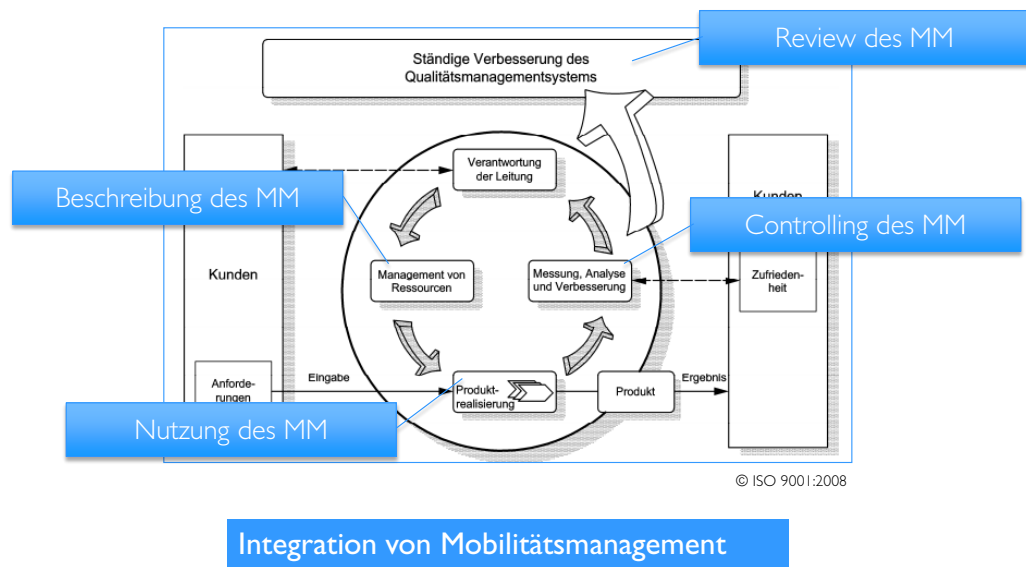 Review des MM
Ständige Verbesserung des
Qualitätsmanagementsystems
Verantwortung
der Leitung
Beschreibung des MM
Kunden
Controlling des MM
Kunden
Management von
Ressourcen
Messung, Analyse
und Verbesserung
Zufrieden-
heit
Anforde-
rungen
Eingabe
Produkt-
realisierung
Produkt
Ergebnis
Nutzung des MM
© ISO 9001:2008
Integration von Mobilitätsmanagement